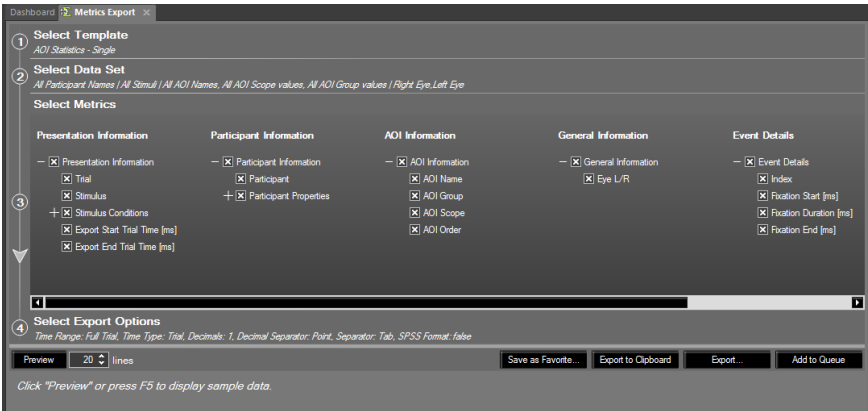 Dashboard Metrics Export
1 Select Template
AOI Statistics - Single
2 Select Data Set
All Participant Names | All Stimuli | All AOI Names, All AOI Scope values, All AOI Group values | Right Eye,Left Eye
Select Metrics
Presentation Information Participant Information AOI Information General Information Event Details
Presentation Information Participant Information AOI Information General Information Event Details
Trial Participant AOI Name Eye L/R Index
Stimulus Participant Properties AOI Group Fixation Start [ms]
3 Stimulus Conditions AOI Scope Fixation Duration [ms]
Export Start Trial Time [ms] AOI Order Fixation End [ms]
Export End Trial Time [ms]
4 Select Export Options
Time Range: Full Trial, Time Type: Trial, Decimals: 1, Decimal Separator: Point, Separator: Tab, SPSS Format:false
Preview 20 lines Save as Favorite... Export to Clipboard Export... Add to Queue
Click "Preview" or press F5 to display sample data.